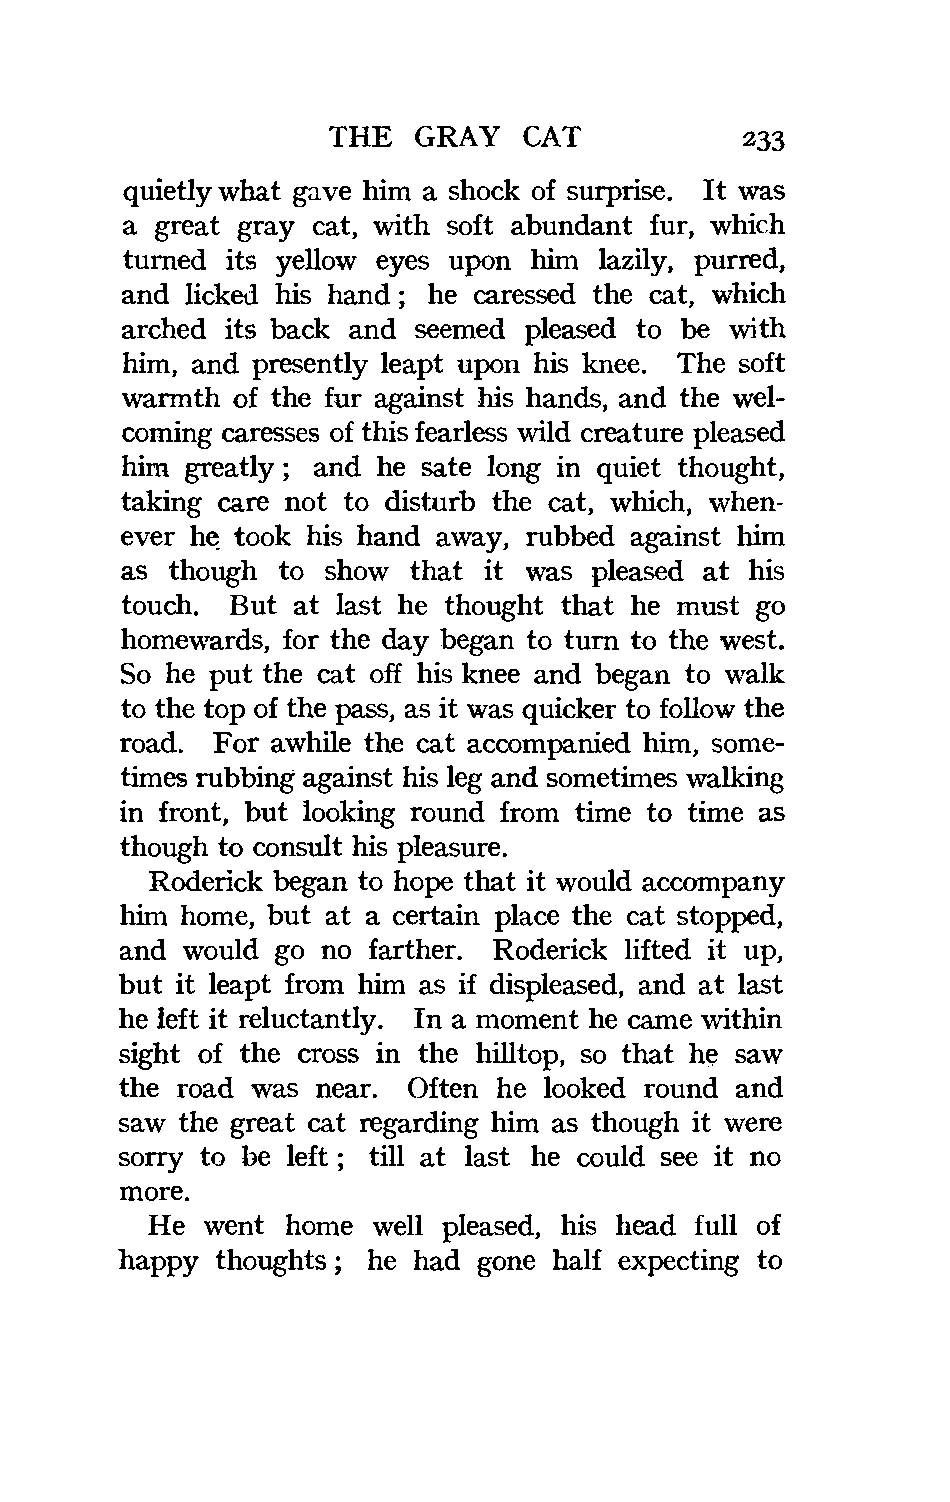 THE GRAY CAT 233
quietly what gave him a shock of surprise. It was
a great gray cat, with soft abundant fur, which
turned its yellow eyes upon him lazily, purred,
and licked his hand ; he caressed the cat, which
arched its back and seemed pleased to be with
him, and presently leapt upon his knee. The soft
warmth of the fur against his hands, and the wel-
coming caresses of this fearless wild creature pleased
him greatly ; and he sate long in quiet thought,
taking care not to disturb the cat, which, when-
ever he took his hand away, rubbed against him
as though to show that it was pleased at his
touch. But at last he thought that he must go
homewards, for the day began to turn to the west.
So he put the cat off his knee and began to walk
to the top of the pass, as it was quicker to follow the
road. For awhile the cat accompanied him, some-
times rubbing against his leg and sometimes walking
in front, but looking round from time to time as
though to consult his pleasure.
Roderick began to hope that it would accompany
him home, but at a certain place the cat stopped,
and would go no farther. Roderick lifted it up,
but it leapt from him as if displeased, and at last
he left it reluctantly. In a moment he came within
sight of the cross in the hilltop, so that he saw
the road was near. Often he looked round and
saw the great cat regarding him as though it were
sorry to be left ; till at last he could see it no
more.
He went home well pleased, his head full of
happy thoughts ; he had gone half expecting to